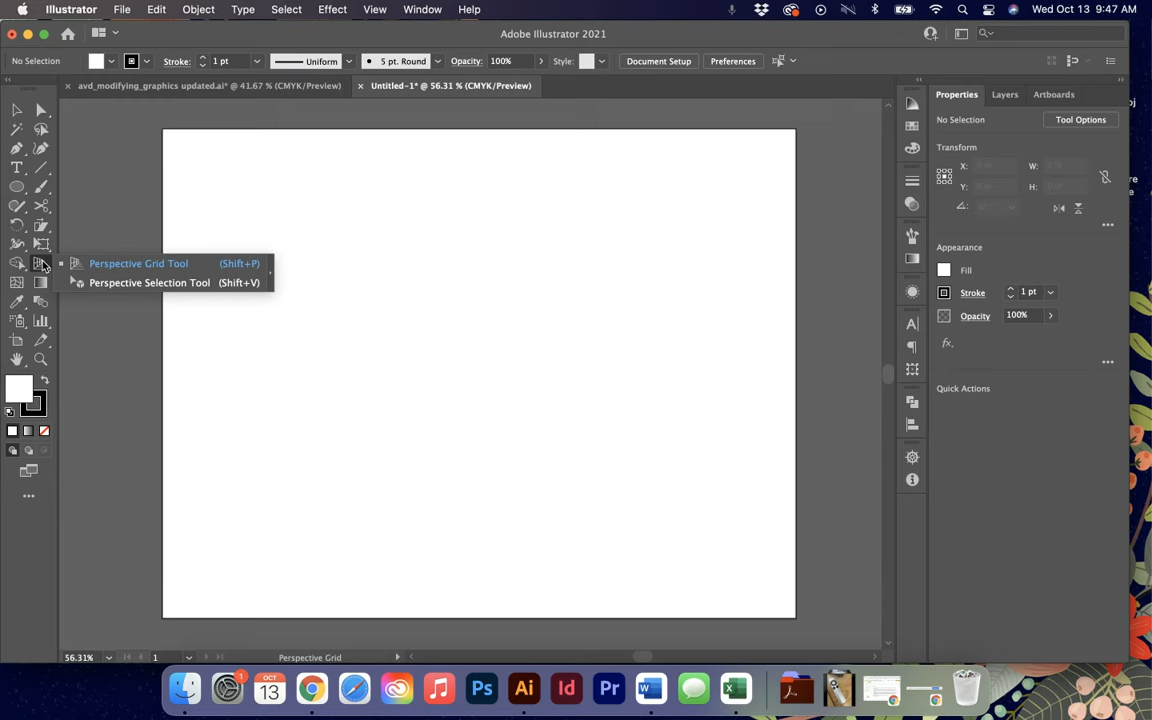 Illustrator File Edit Object Type Select Effect View Window Help Wed Oct 13 9:47 AM
Adobe Illustrator 2021
No Selection Stroke: 1 pt Uniform 5 pt. Round Opacity: 100% Style: Document Setup Preferences
× avd_modifying_graphics updated.ai* @ 41.67 % (CMYK/Preview) × Untitled-1* @ 56.31 % (CMYK/Preview)
Properties Layers Artboards
No Selection Tool Options
Transform
X: W:
Y: H:
Perspective Grid Tool (Shift+P)
Perspective Selection Tool (Shift+V)
Appearance
Fill
Stroke 1 pt
Opacity 100%
fx
Quick Actions
56.31% 1 Perspective Grid
OCT
13
1
Ps Ai Id Pr W X